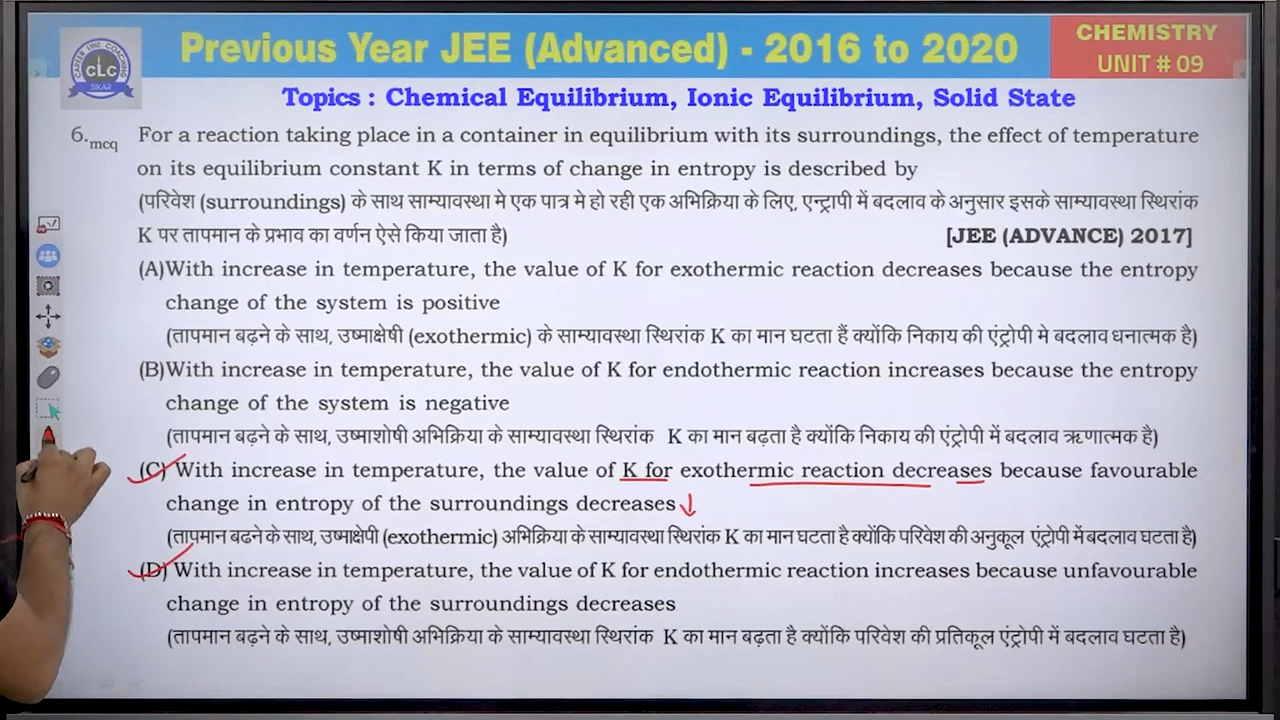 CAREER LINE COACHING
CLC
SIKAR
Previous Year JEE (Advanced) - 2016 to 2020
CHEMISTRY
UNIT # 09
Topics : Chemical Equilibrium, Ionic Equilibrium, Solid State
6.mcq For a reaction taking place in a container in equilibrium with its surroundings, the effect of temperature
on its equilibrium constant K in terms of change in entropy is described by
(परिवेश (surroundings) के साथ साम्यावस्था मे एक पात्र मे हो रही एक अभिक्रिया के लिए, एन्ट्रापी में बदलाव के अनुसार इसके साम्यावस्था स्थिरांक
K पर तापमान के प्रभाव का वर्णन ऐसे किया जाता है) [JEE (ADVANCE) 2017]
(A)With increase in temperature, the value of K for exothermic reaction decreases because the entropy
change of the system is positive
(तापमान बढ़ने के साथ, उष्माक्षेषी (exothermic) के साम्यावस्था स्थिरांक K का मान घटता हैं क्योंकि निकाय की एंट्रोपी मे बदलाव धनात्मक है)
(B)With increase in temperature, the value of K for endothermic reaction increases because the entropy
change of the system is negative
(तापमान बढ़ने के साथ, उष्माशोषी अभिक्रिया के साम्यावस्था स्थिरांक K का मान बढ़ता है क्योंकि निकाय की एंट्रोपी में बदलाव ऋणात्मक है)
(C) With increase in temperature, the value of K for exothermic reaction decreases because favourable
change in entropy of the surroundings decreases
(तापमान बढने के साथ, उष्माक्षेपी (exothermic) अभिक्रिया के साम्यावस्था स्थिरांक K का मान घटता है क्योंकि परिवेश की अनुकूल एंट्रोपी में बदलाव घटता है)
(D) With increase in temperature, the value of K for endothermic reaction increases because unfavourable
change in entropy of the surroundings decreases
(तापमान बढ़ने के साथ, उष्माशोषी अभिक्रिया के साम्यावस्था स्थिरांक K का मान बढ़ता है क्योंकि परिवेश की प्रतिकूल एंट्रोपी में बदलाव घटता है)